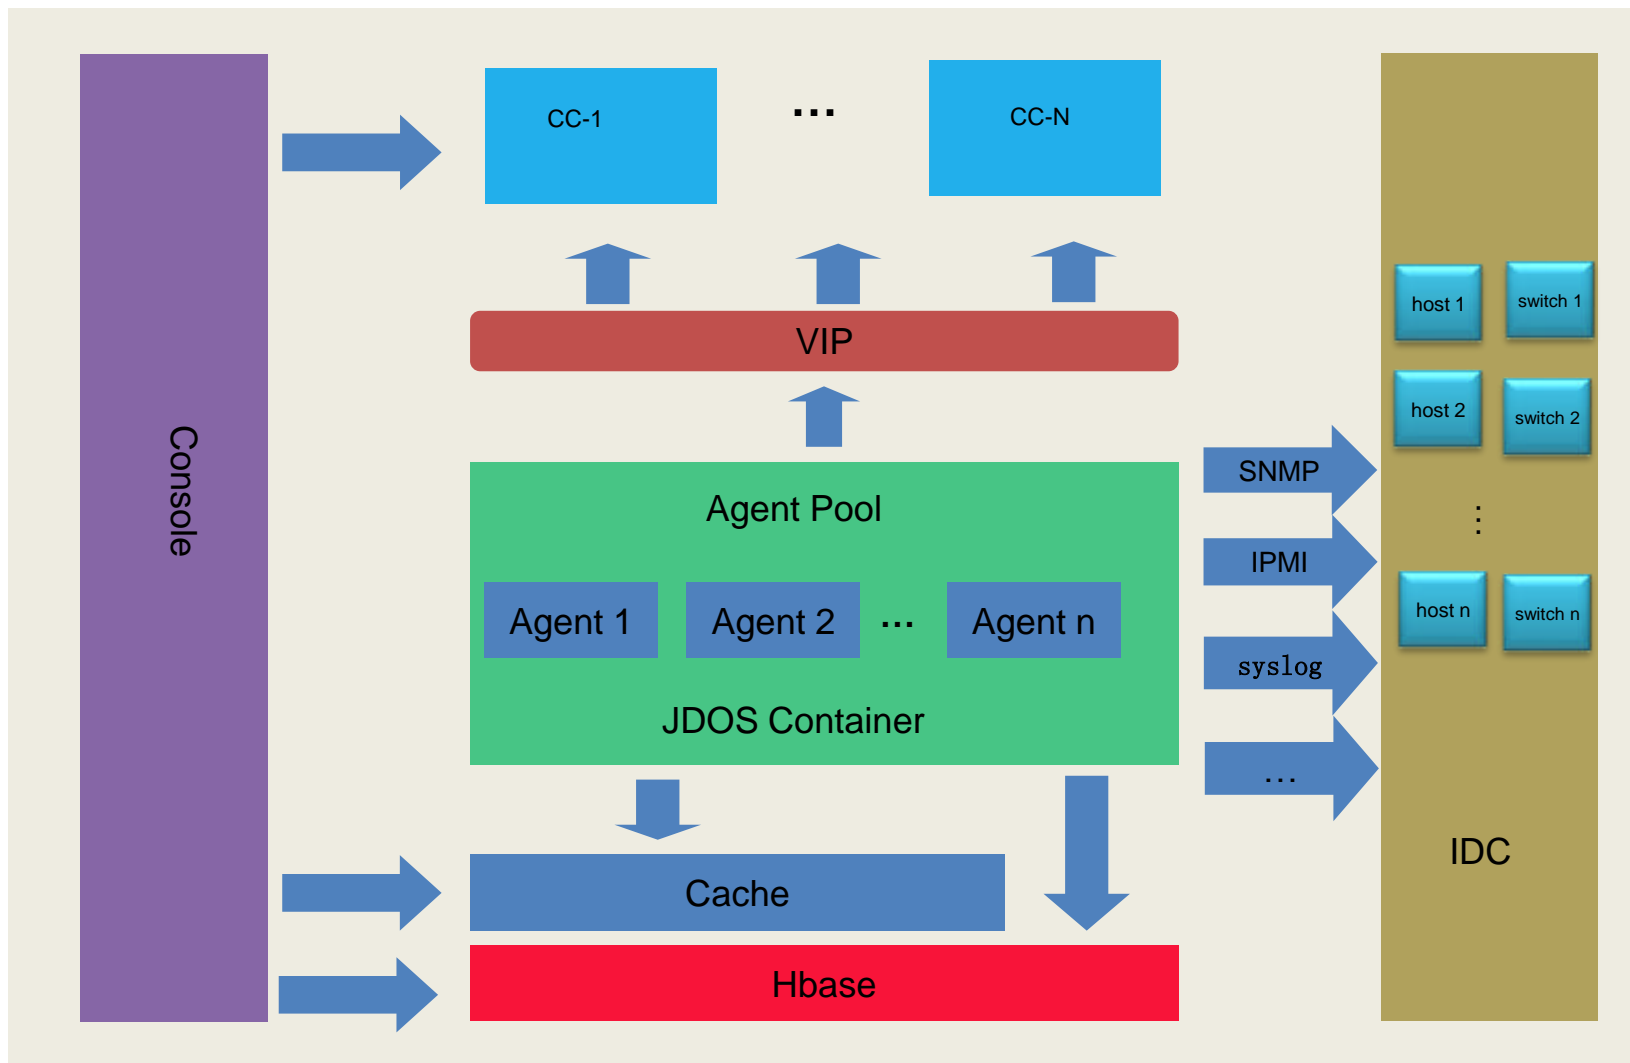 Console
CC-1
...
CC-N
VIP
Agent Pool
Agent 1
Agent 2
...
Agent n
JDOS Container
Cache
Hbase
SNMP
IPMI
syslog
...
host 1
switch 1
host 2
switch 2
...
host n
switch n
IDC